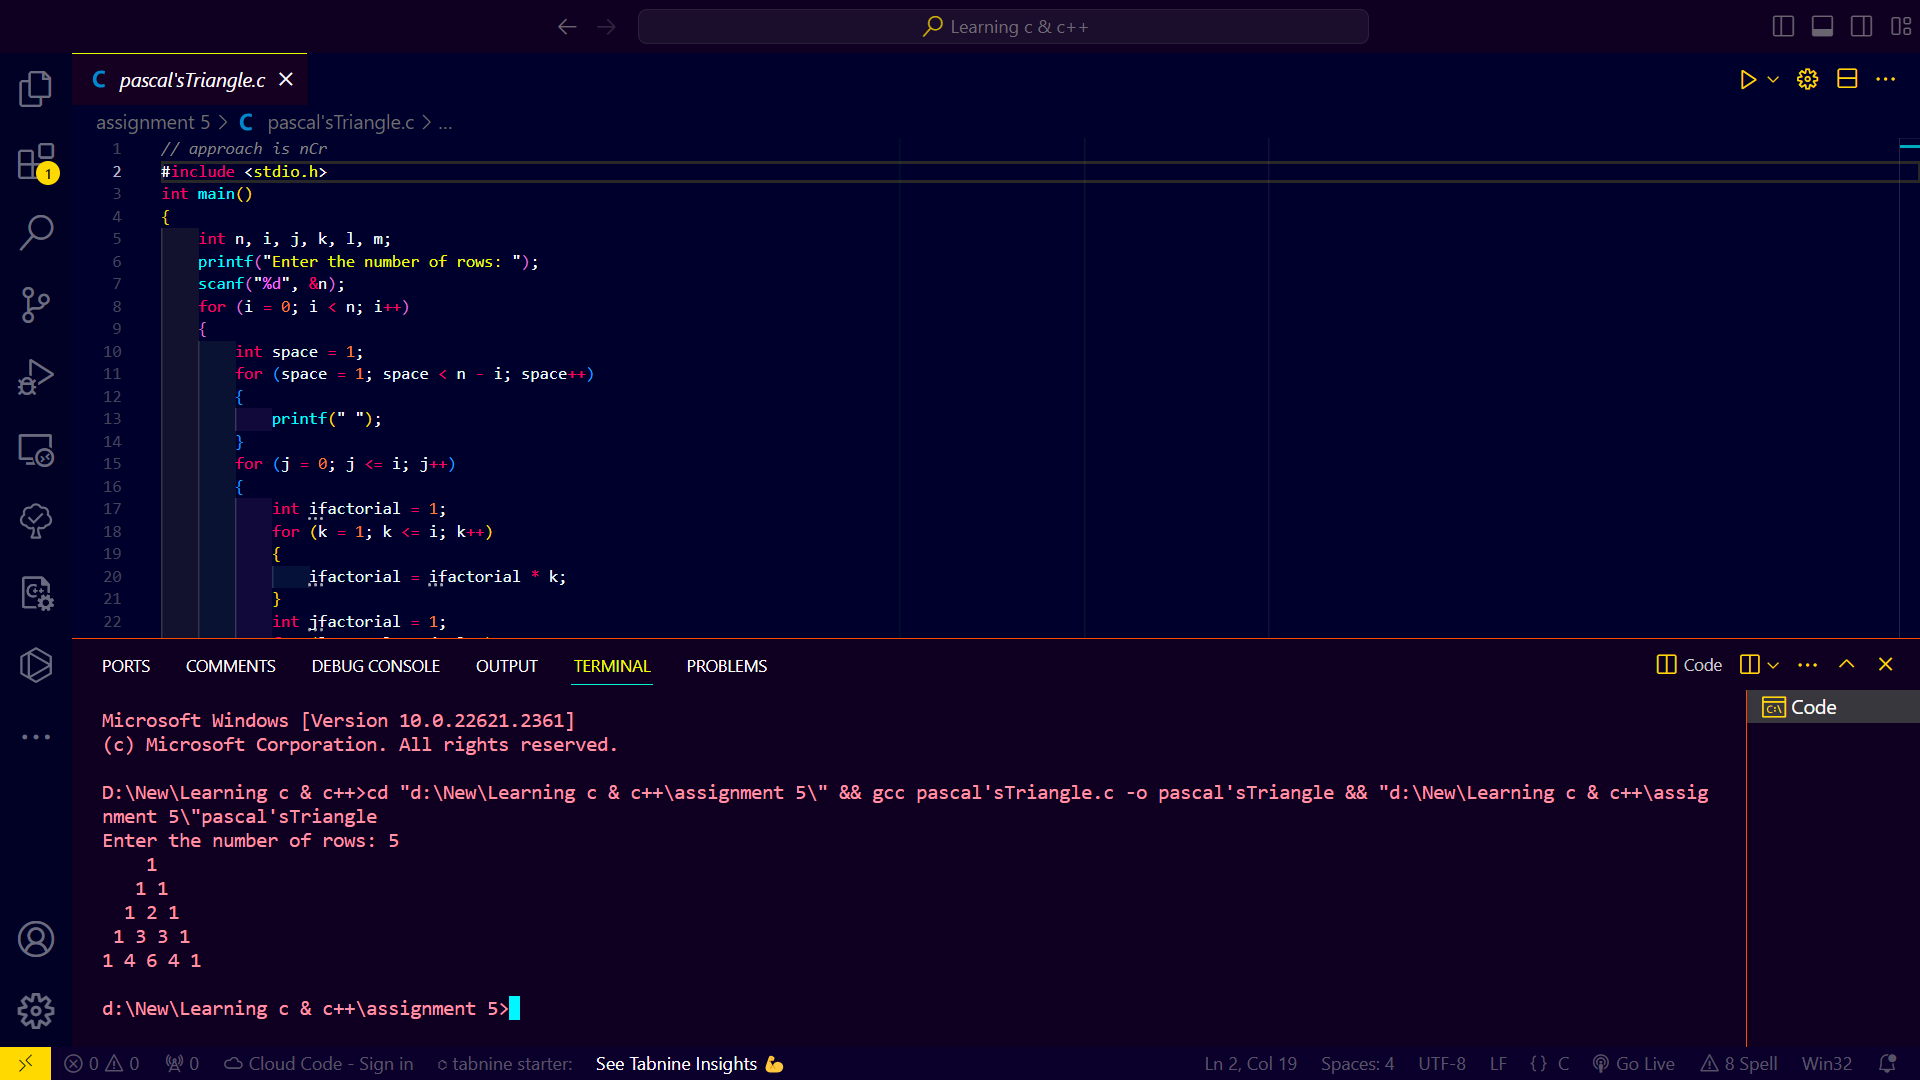 Learning c & c++
C pascal'sTriangle.c
assignment 5 > C pascal'sTriangle.c > ...
1
1 // approach is nCr
2 #include <stdio.h>
3 int main()
4 {
5 int n, i, j, k, l, m;
6 printf("Enter the number of rows: ");
7 scanf("%d", &n);
8 for (i = 0; i < n; i++)
9 {
10 int space = 1;
11 for (space = 1; space < n - i; space++)
12 {
13 printf(" ");
14 }
15 for (j = 0; j <= i; j++)
16 {
17 int ifactorial = 1;
18 for (k = 1; k <= i; k++)
19 {
20 ifactorial = ifactorial * k;
21 }
22 int jfactorial = 1;
PORTS COMMENTS DEBUG CONSOLE OUTPUT TERMINAL PROBLEMS Code
Code
Microsoft Windows [Version 10.0.22621.2361]
(c) Microsoft Corporation. All rights reserved.
D:\New\Learning c & c++>cd "d:\New\Learning c & c++\assignment 5\" && gcc pascal'sTriangle.c -o pascal'sTriangle && "d:\New\Learning c & c++\assig
nment 5\"pascal'sTriangle
Enter the number of rows: 5
1
1 1
1 2 1
1 3 3 1
1 4 6 4 1
d:\New\Learning c & c++\assignment 5>
0 0 0 Cloud Code - Sign in tabnine starter: See Tabnine Insights Ln 2, Col 19 Spaces: 4 UTF-8 LF {} C Go Live 8 Spell Win32